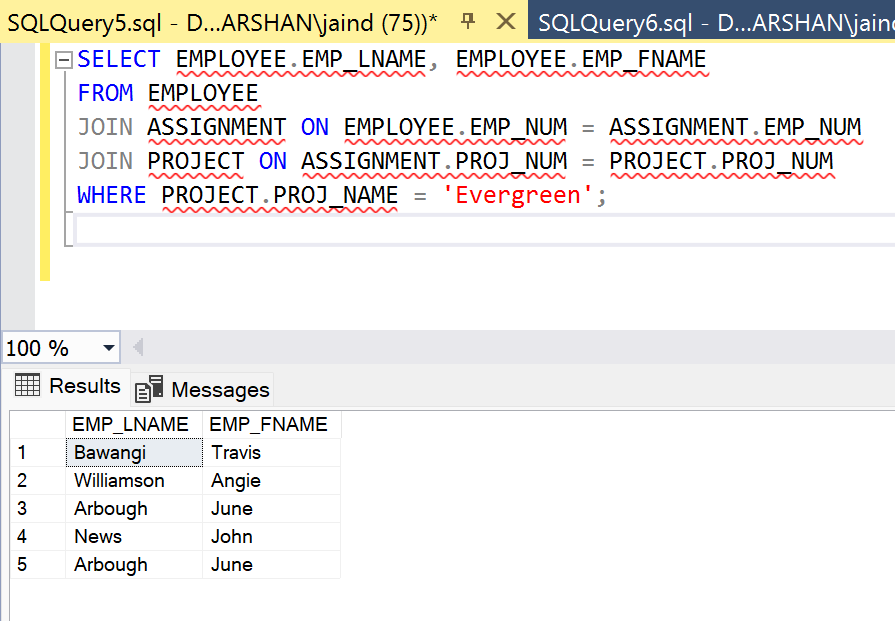 SQLQuery5.sql - D...ARSHAN\jaind (75))* SQLQuery6.sql - D...ARSHAN\jaind
SELECT EMPLOYEE.EMP_LNAME, EMPLOYEE.EMP_FNAME
FROM EMPLOYEE
JOIN ASSIGNMENT ON EMPLOYEE.EMP_NUM = ASSIGNMENT.EMP_NUM
JOIN PROJECT ON ASSIGNMENT.PROJ_NUM = PROJECT.PROJ_NUM
WHERE PROJECT.PROJ_NAME = 'Evergreen';
100 %
Results Messages
EMP_LNAME EMP_FNAME
1 Bawangi Travis
2 Williamson Angie
3 Arbough June
4 News John
5 Arbough June